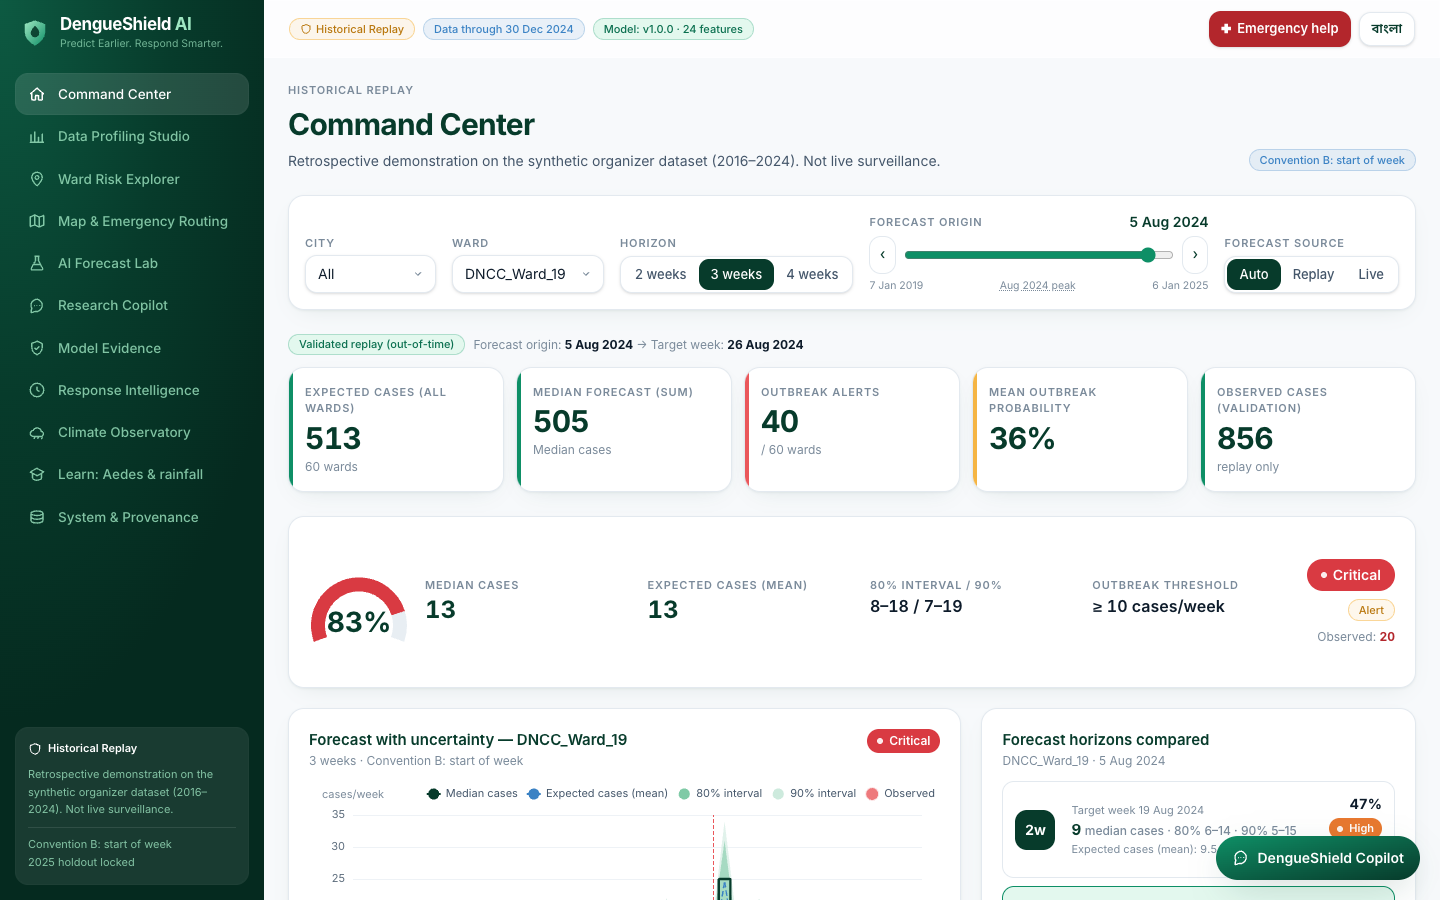 DengueShield AI
Predict Earlier. Respond Smarter.
Command Center
Data Profiling Studio
Ward Risk Explorer
Map & Emergency Routing
AI Forecast Lab
Research Copilot
Model Evidence
Response Intelligence
Climate Observatory
Learn: Aedes & rainfall
System & Provenance
Historical Replay
Retrospective demonstration on the
synthetic organizer dataset (2016–
2024). Not live surveillance.
Convention B: start of week
2025 holdout locked
Historical Replay
Data through 30 Dec 2024
Model: v1.0.0 · 24 features
Emergency help
বাংলা
HISTORICAL REPLAY
Command Center
Retrospective demonstration on the synthetic organizer dataset (2016–2024). Not live surveillance.
Convention B: start of week
CITY
All
WARD
DNCC_Ward_19
HORIZON
2 weeks
3 weeks
4 weeks
FORECAST ORIGIN
5 Aug 2024
‹
›
7 Jan 2019
Aug 2024 peak
6 Jan 2025
FORECAST SOURCE
Auto
Replay
Live
Validated replay (out-of-time)
Forecast origin: 5 Aug 2024 → Target week: 26 Aug 2024
EXPECTED CASES (ALL
WARDS)
513
60 wards
MEDIAN FORECAST (SUM)
505
Median cases
OUTBREAK ALERTS
40
/ 60 wards
MEAN OUTBREAK
PROBABILITY
36%
OBSERVED CASES
(VALIDATION)
856
replay only
83%
MEDIAN CASES
13
EXPECTED CASES (MEAN)
13
80% INTERVAL / 90%
8–18 / 7–19
OUTBREAK THRESHOLD
≥ 10 cases/week
Critical
Alert
Observed: 20
Forecast with uncertainty — DNCC_Ward_19
3 weeks · Convention B: start of week
Critical
cases/week
Median cases
Expected cases (mean)
80% interval
90% interval
Observed
35
30
25
Forecast horizons compared
DNCC_Ward_19 · 5 Aug 2024
2w
Target week 19 Aug 2024
9 median cases · 80% 6–14 · 90% 5–15
Expected cases (mean): 9.5
47%
High
DengueShield Copilot